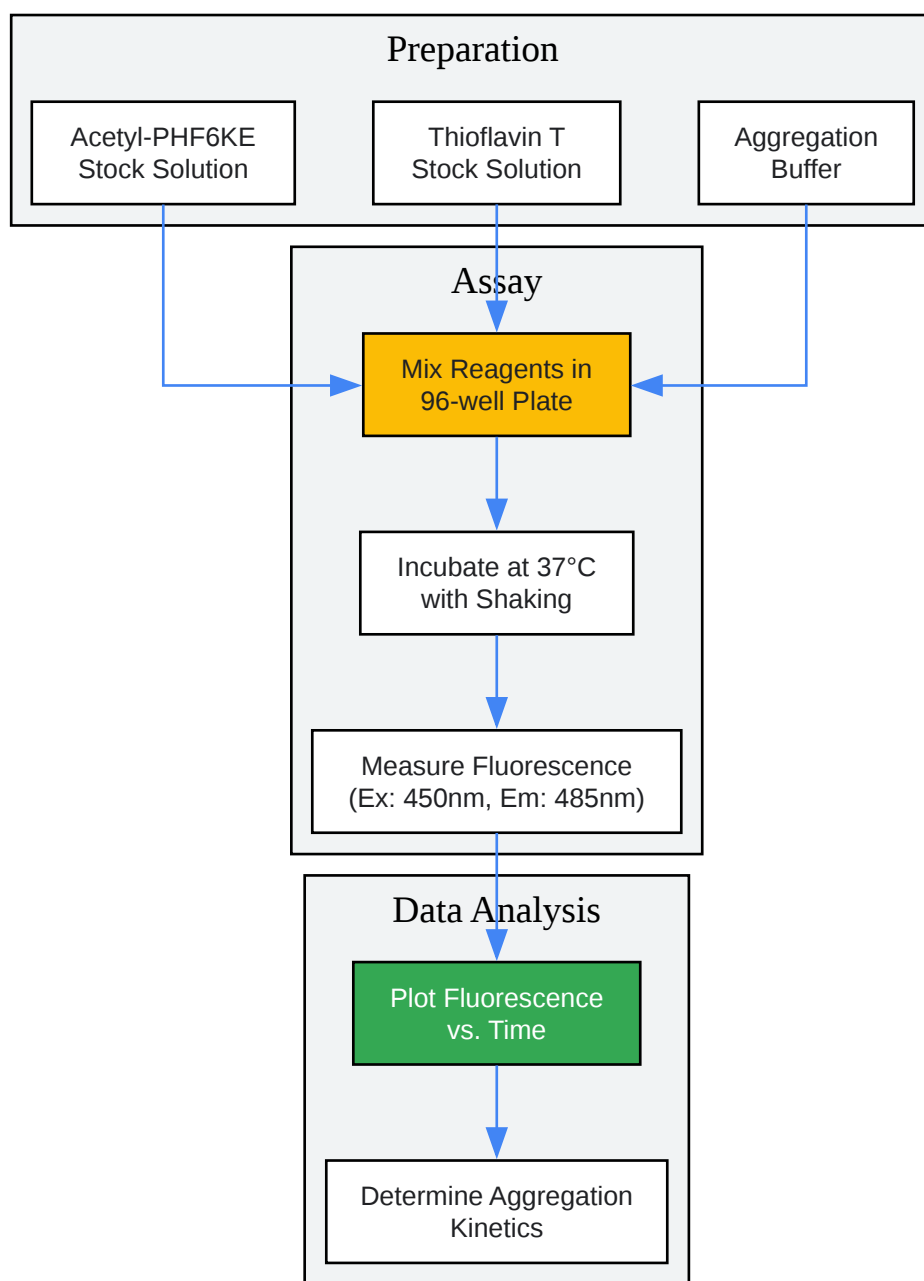 Preparation
Acetyl-PHF6KE
Stock Solution
Thioflavin T
Stock Solution
Aggregation
Buffer
Assay
Mix Reagents in
96-well Plate
Incubate at 37°C
with Shaking
Measure Fluorescence
(Ex: 450nm, Em: 485nm)
Data Analysis
Plot Fluorescence
vs. Time
Determine Aggregation
Kinetics